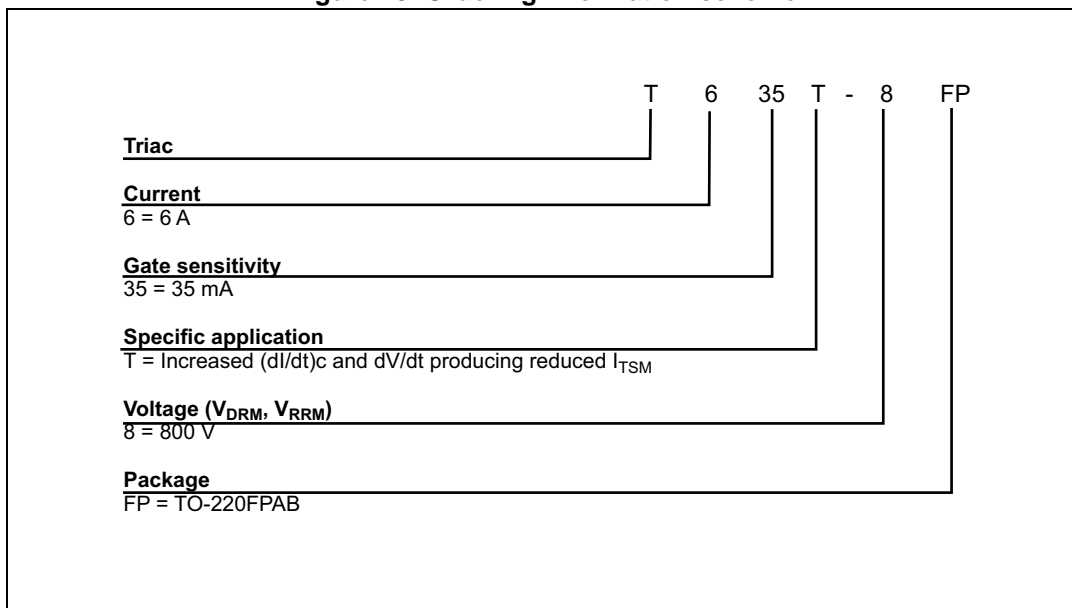 T 6 35 T - 8 FP
Triac
Current
6 = 6 A
Gate sensitivity
35 = 35 mA
Specific application
T = Increased (dI/dt)c and dV/dt producing reduced ITSM
Voltage (VDRM, VRRM)
8 = 800 V
Package
FP = TO-220FPAB